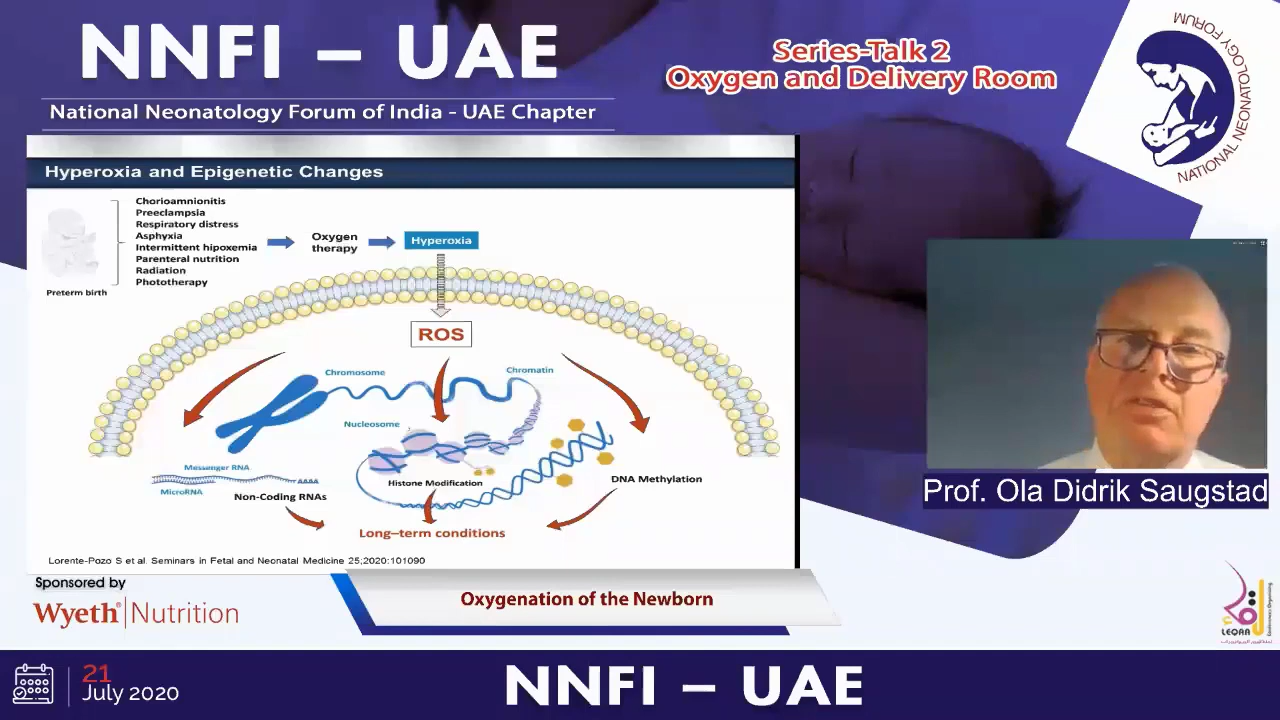 NNFI – UAE
National Neonatology Forum of India - UAE Chapter
Series-Talk 2
Oxygen and Delivery Room
NATIONAL NEONATOLOGY FORUM
Hyperoxia and Epigenetic Changes
Chorioamnionitis
Preeclampsia
Respiratory distress
Asphyxia
Intermittent hipoxemia
Parenteral nutrition
Radiation
Phototherapy
Preterm birth
Oxygen
therapy
Hyperoxia
ROS
Chromosome
Chromatin
Nucleosome
Messenger RNA
AAAA
MicroRNA
Non-Coding RNAs
Histone Modification
DNA Methylation
Long–term conditions
Lorente-Pozo S et al. Seminars in Fetal and Neonatal Medicine 25;2020:101090
Prof. Ola Didrik Saugstad
Sponsored by
Wyeth® Nutrition
Oxygenation of the Newborn
LEQAA
21
July 2020
NNFI – UAE